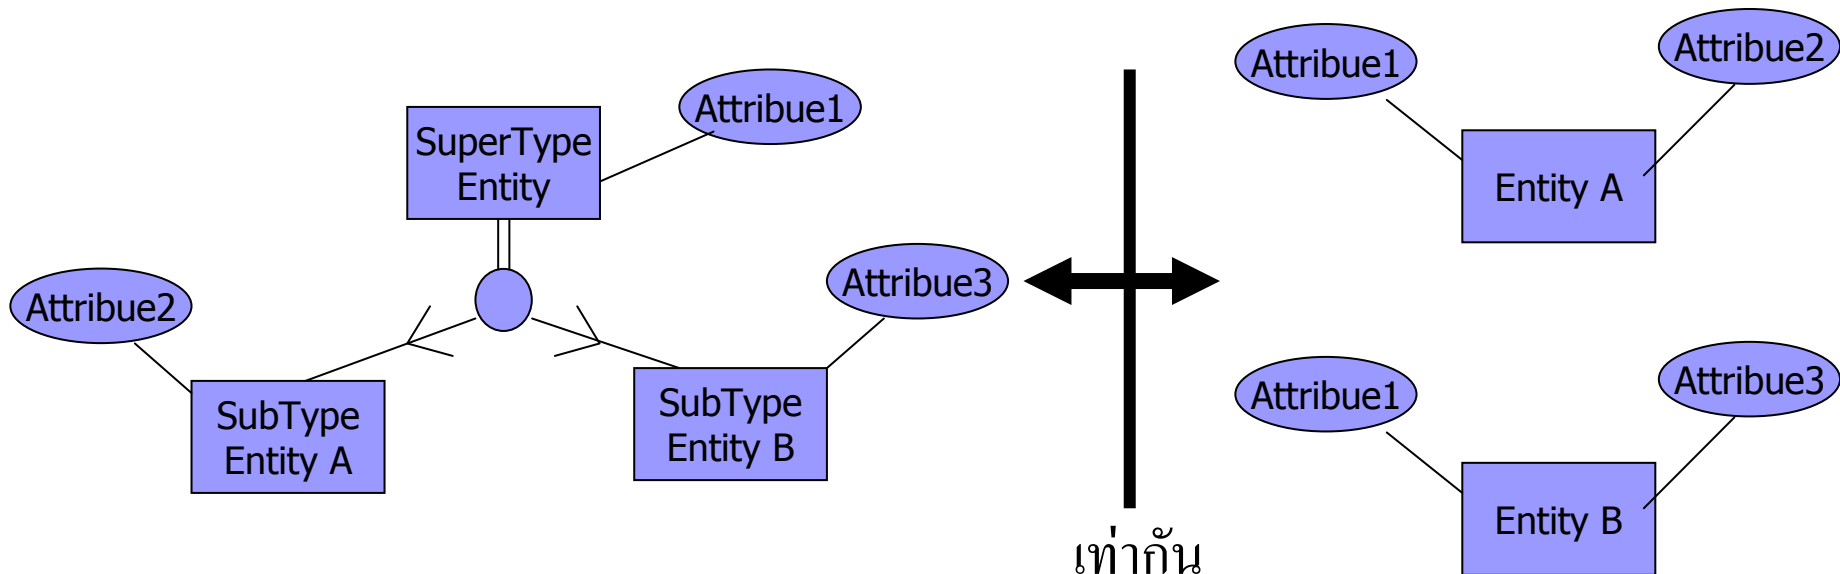 Attribue1
SuperType
Entity
Attribue2
Attribue3
SubType
Entity A
SubType
Entity B
เท่ากัน
Attribue1
Attribue2
Entity A
Attribue1
Attribue3
Entity B